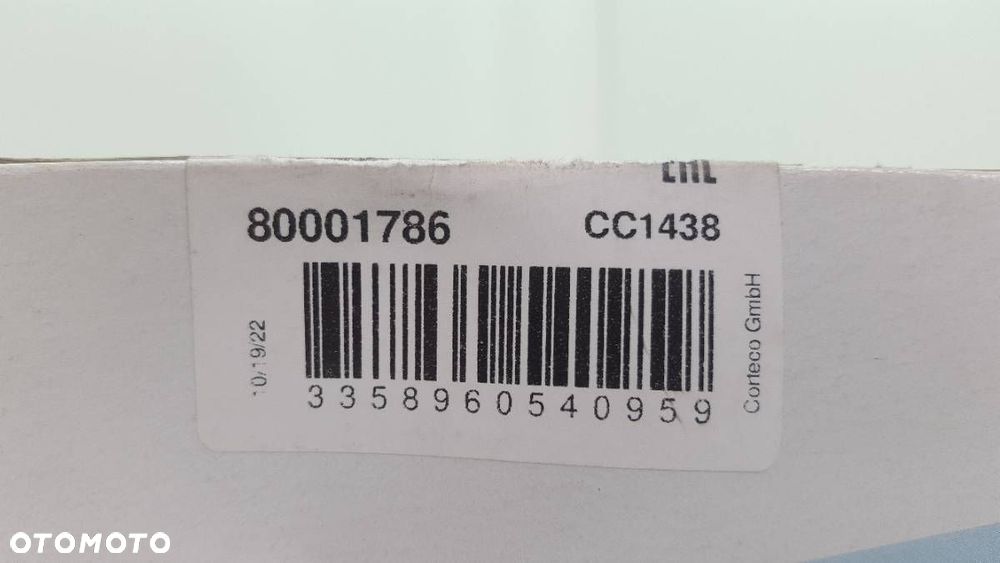 80001786
CC1438
10/19/22
3358960540959
Corteco GmbH
OTOMOTO